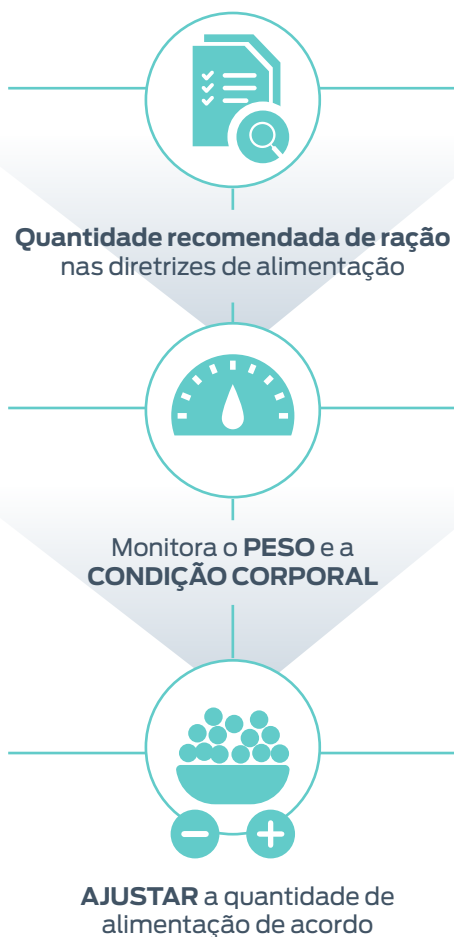 Quantidade recomendada de ração
nas diretrizes de alimentação
Monitora o PESO e a
CONDIÇÃO CORPORAL
AJUSTAR a quantidade de
alimentação de acordo